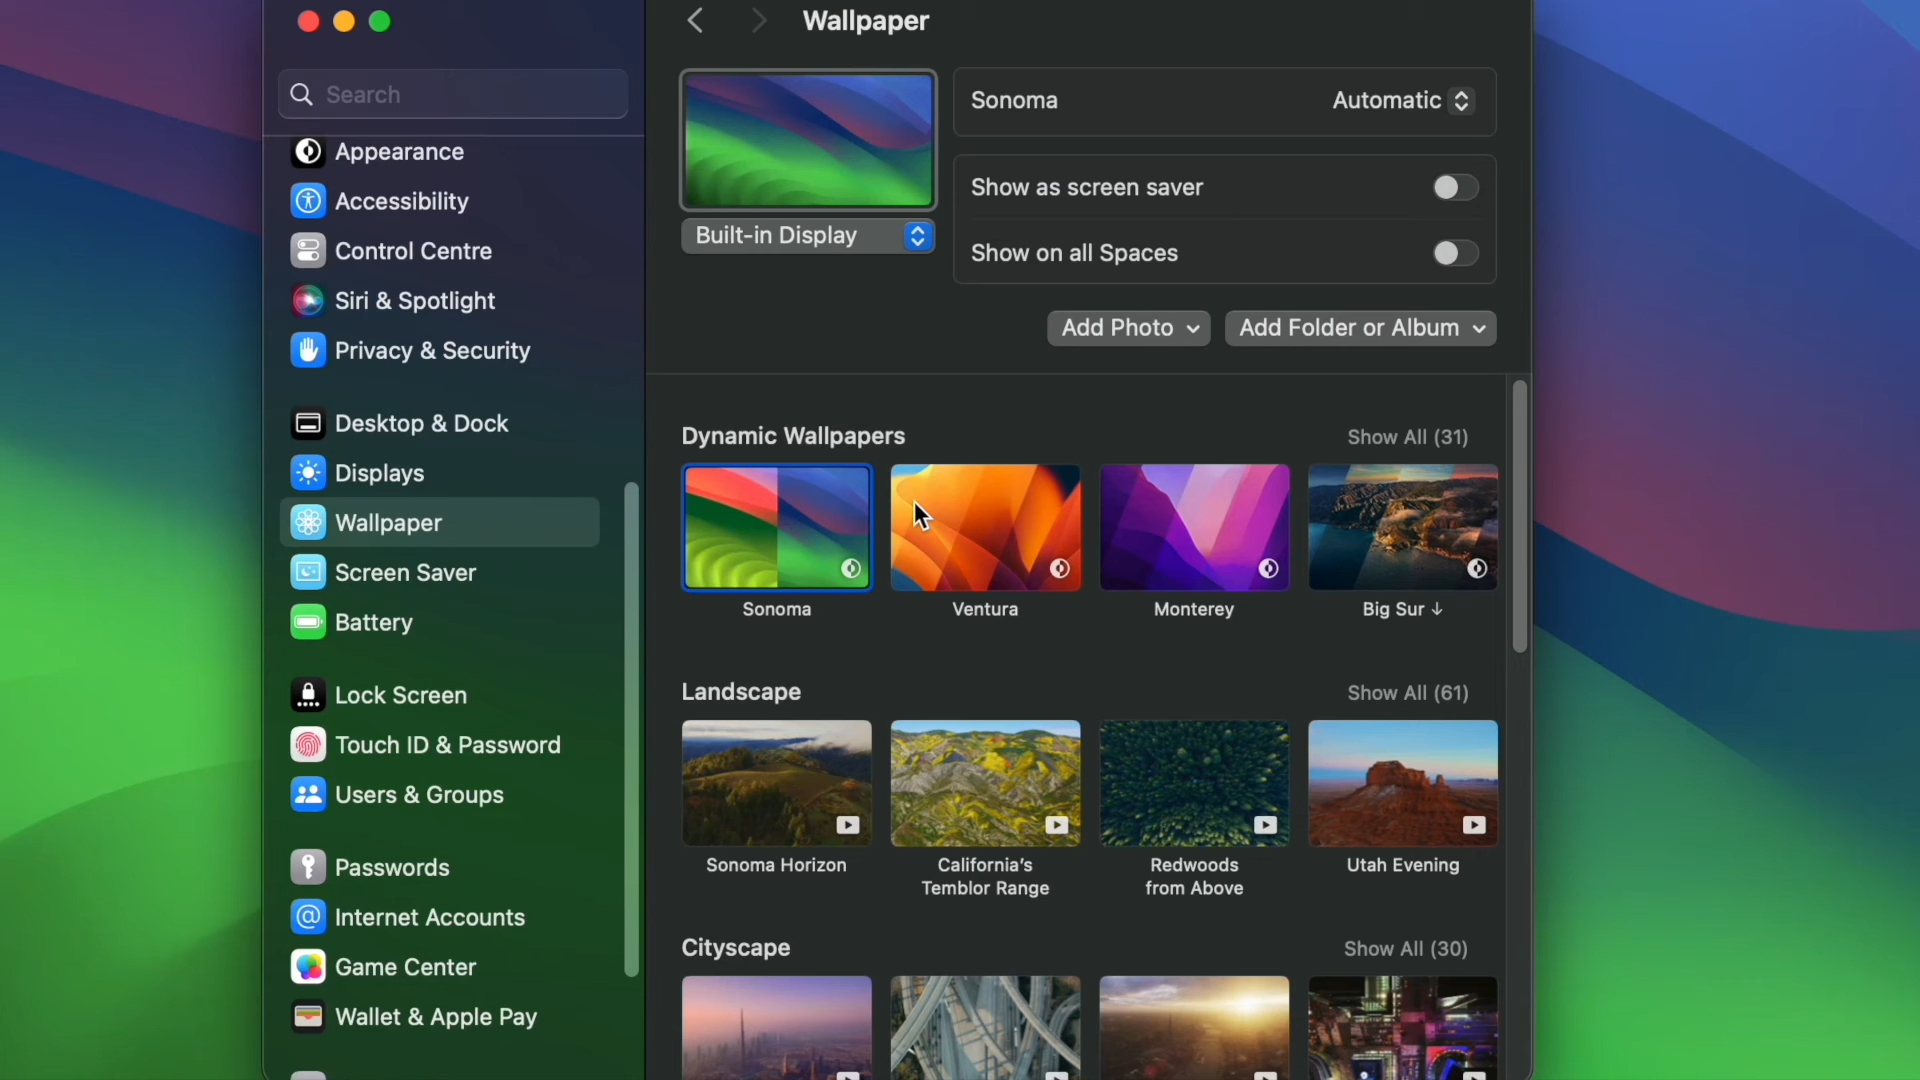 Search
Appearance
Accessibility
Control Centre
Siri & Spotlight
Privacy & Security
Desktop & Dock
Displays
Wallpaper
Screen Saver
Battery
Lock Screen
Touch ID & Password
Users & Groups
Passwords
Internet Accounts
Game Center
Wallet & Apple Pay
Wallpaper
Built-in Display
Sonoma Automatic
Show as screen saver
Show on all Spaces
Add Photo Add Folder or Album
Dynamic Wallpapers Show All (31)
Sonoma Ventura Monterey Big Sur ↓
Landscape Show All (61)
Sonoma Horizon California's Redwoods Utah Evening
Temblor Range from Above
Cityscape Show All (30)